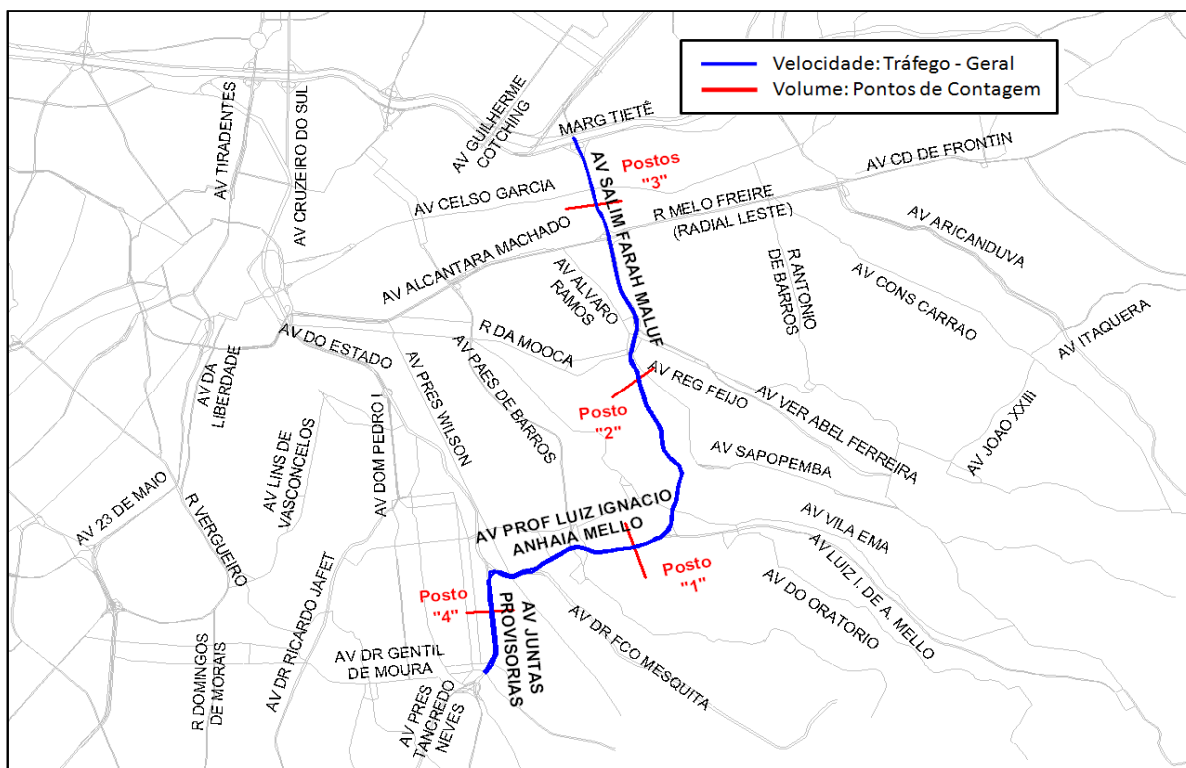 Velocidade: Tráfego - Geral
Volume: Pontos de Contagem
MARG TIETÊ
AV GUILHERME
COTCHING
AV TIRADENTES
AV CRUZEIRO DO SUL
AV CD DE FRONTIN
Postos
"3"
AV SALIM FARAH MALUF
AV CELSO GARCIA
R MELO FREIRE
(RADIAL LESTE)
AV ALCANTARA MACHADO
AV ARICANDUVA
AV ALVARO
RAMOS
R ANTONIO
DE BARROS
AV CONS CARRAO
AV ITAQUERA
AV DO ESTADO
R DA MOOCA
AV DA
LIBERDADE
AV PRES WILSON
AV PAES DE BARROS
AV REG FEIJO
AV VER ABEL FERREIRA
AV JOAO XXIII
Posto
"2"
AV LINS DE
VASCONCELOS
AV DOM PEDRO I
AV SAPOPEMBA
AV 23 DE MAIO
R VERGUEIRO
AV PROF LUIZ IGNACIO
ANHAIA MELLO
AV VILA EMA
AV LUIZ I. DE A. MELLO
Posto
"1"
AV DO ORATORIO
Posto
"4"
AV JUNTAS
PROVISORIAS
AV DR FCO MESQUITA
AV DR RICARDO JAFET
R DOMINGOS
DE MORAIS
AV DR GENTIL
DE MOURA
AV PRES
TANCREDO
NEVES